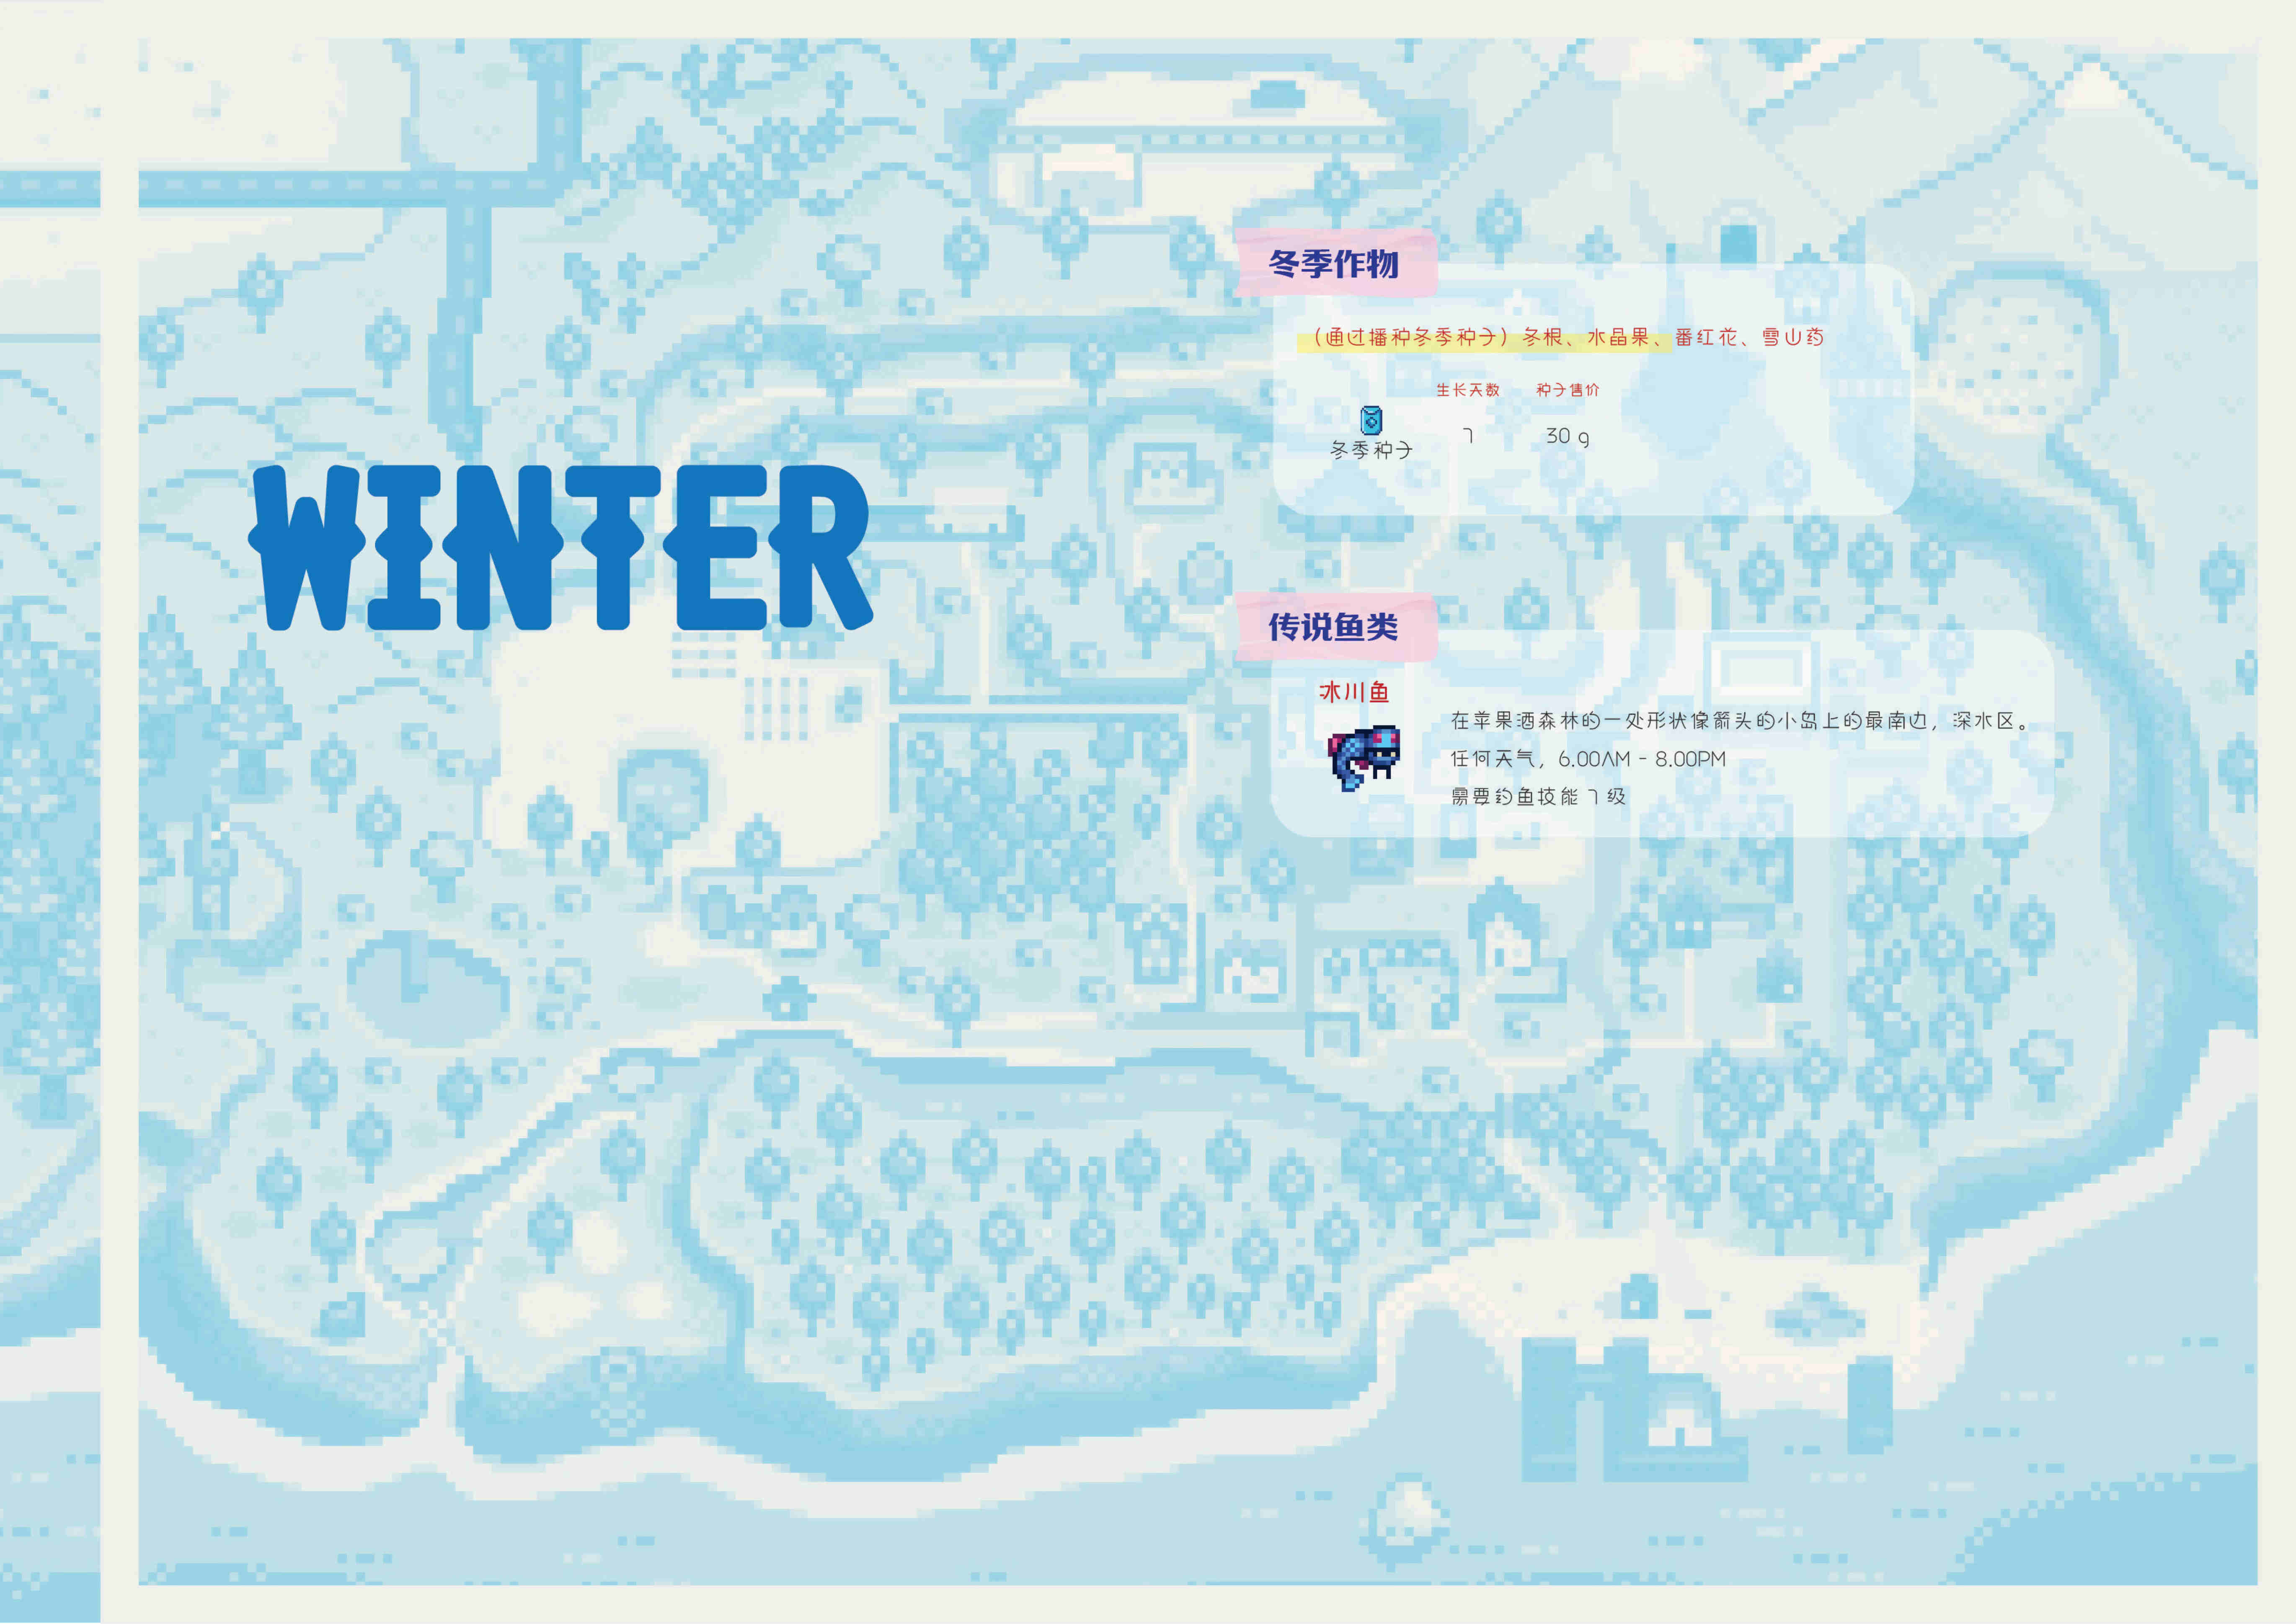 WINTER
冬季作物
（通过播种冬季种子）冬根、水晶果、番红花、雪山药
生长天数 种子售价
冬季种子 7 30 g
传说鱼类
冰川鱼
在苹果酒森林的一处形状像箭头的小岛上的最南边，深水区。
任何天气，6.00AM - 8.00PM
需要钓鱼技能 7 级